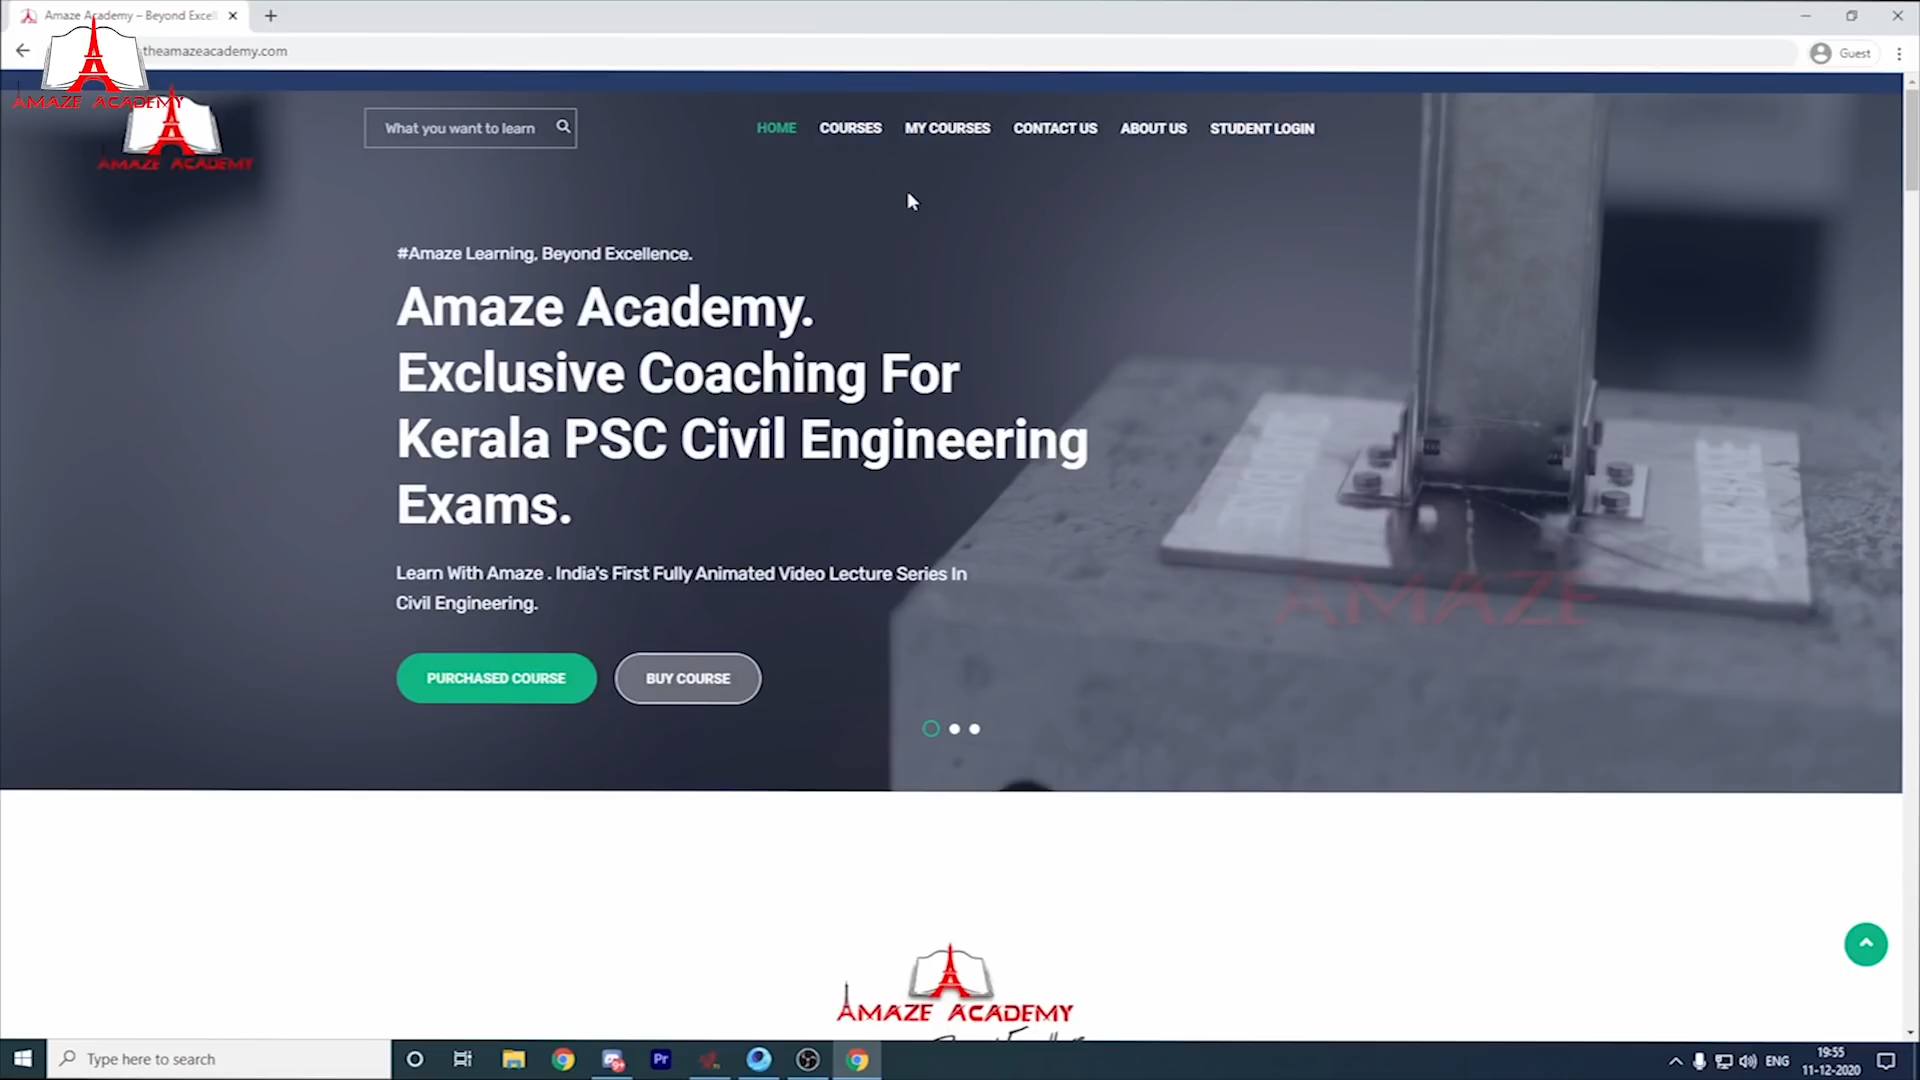 Amaze Academy – Beyond Excell
theamazeacademy.com
Guest
AMAZE ACADEMY
AMAZE ACADEMY
What you want to learn
HOME COURSES MY COURSES CONTACT US ABOUT US STUDENT LOGIN
#Amaze Learning, Beyond Excellence.
Amaze Academy.
Exclusive Coaching For
Kerala PSC Civil Engineering
Exams.
Learn With Amaze . India's First Fully Animated Video Lecture Series In
Civil Engineering.
AMAZE
PURCHASED COURSE BUY COURSE
AMAZE ACADEMY
Type here to search
Pr
9+
ENG
19:55
11-12-2020